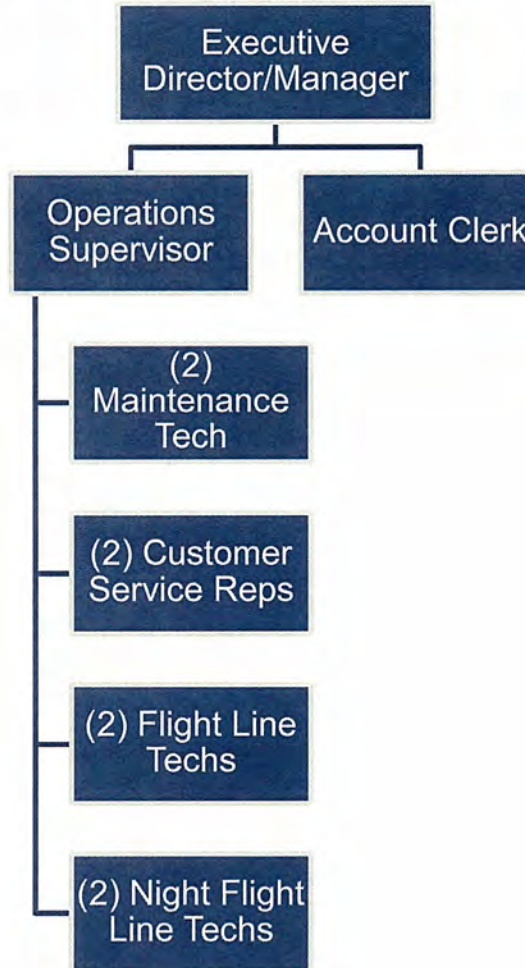 Executive
Director/Manager
Operations
Supervisor
Account Clerk
(2)
Maintenance
Tech
(2) Customer
Service Reps
(2) Flight Line
Techs
(2) Night Flight
Line Techs